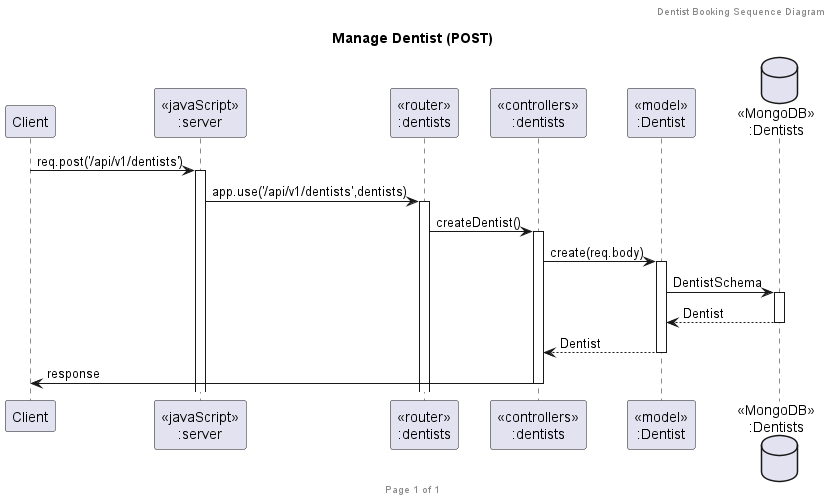 Dentist Booking Sequence Diagram
Manage Dentist (POST)
Client
«javaScript»
:server
«router»
:dentists
«controllers»
:dentists
«model»
:Dentist
«MongoDB»
:Dentists
req.post('/api/v1/dentists')
app.use('/api/v1/dentists',dentists)
createDentist()
create(req.body)
DentistSchema
Dentist
Dentist
response
Client
«javaScript»
:server
«router»
:dentists
«controllers»
:dentists
«model»
:Dentist
«MongoDB»
:Dentists
Page 1 of 1